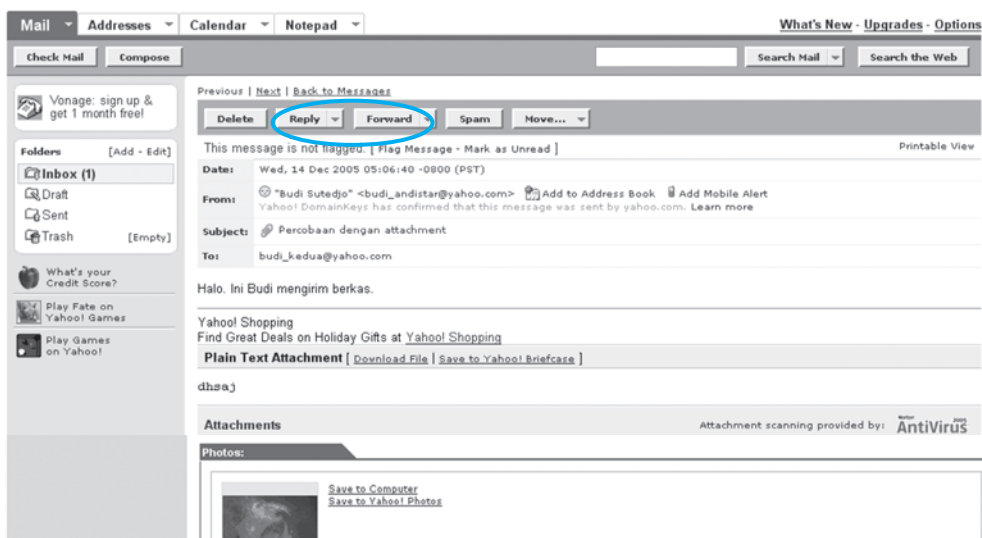 Mail Addresses Calendar Notepad What's New - Upgrades - Options
Check Mail Compose Search Mail Search the Web
Vonage: sign up &
get 1 month free!
Folders [Add - Edit]
Inbox (1)
Draft
Sent
Trash [Empty]
What's your
Credit Score?
Play Fate on
Yahoo! Games
Play Games
on Yahoo!
Previous | Next | Back to Messages
Delete Reply Forward Spam Move...
This message is not flagged. [ Flag Message - Mark as Unread ] Printable View
Date: Wed, 14 Dec 2005 05:06:40 -0800 (PST)
From: "Budi Sutedjo" <budi_andistar@yahoo.com> Add to Address Book Add Mobile Alert
Yahoo! DomainKeys has confirmed that this message was sent by yahoo.com. Learn more
Subject: Percobaan dengan attachment
To: budi_kedua@yahoo.com
Halo. Ini Budi mengirim berkas.
Yahoo! Shopping
Find Great Deals on Holiday Gifts at Yahoo! Shopping
Plain Text Attachment [ Download File | Save to Yahoo! Briefcase ]
dhsaj
Attachments Attachment scanning provided by: Norton AntiVirus 2005
Photos:
Save to Computer
Save to Yahoo! Photos